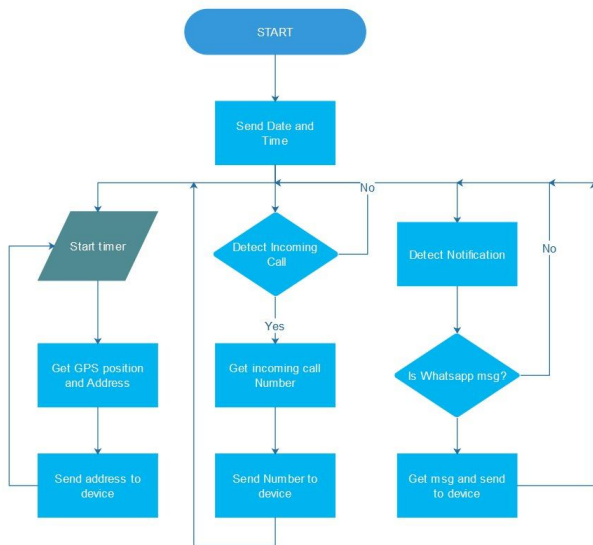 START
Send Date and
Time
No
Start timer
Detect Incoming
Call
Detect Notification
No
Yes
Get GPS position
and Address
Get incoming call
Number
Is Whatsapp msg?
Send address to
device
Send Number to
device
Get msg and send
to device